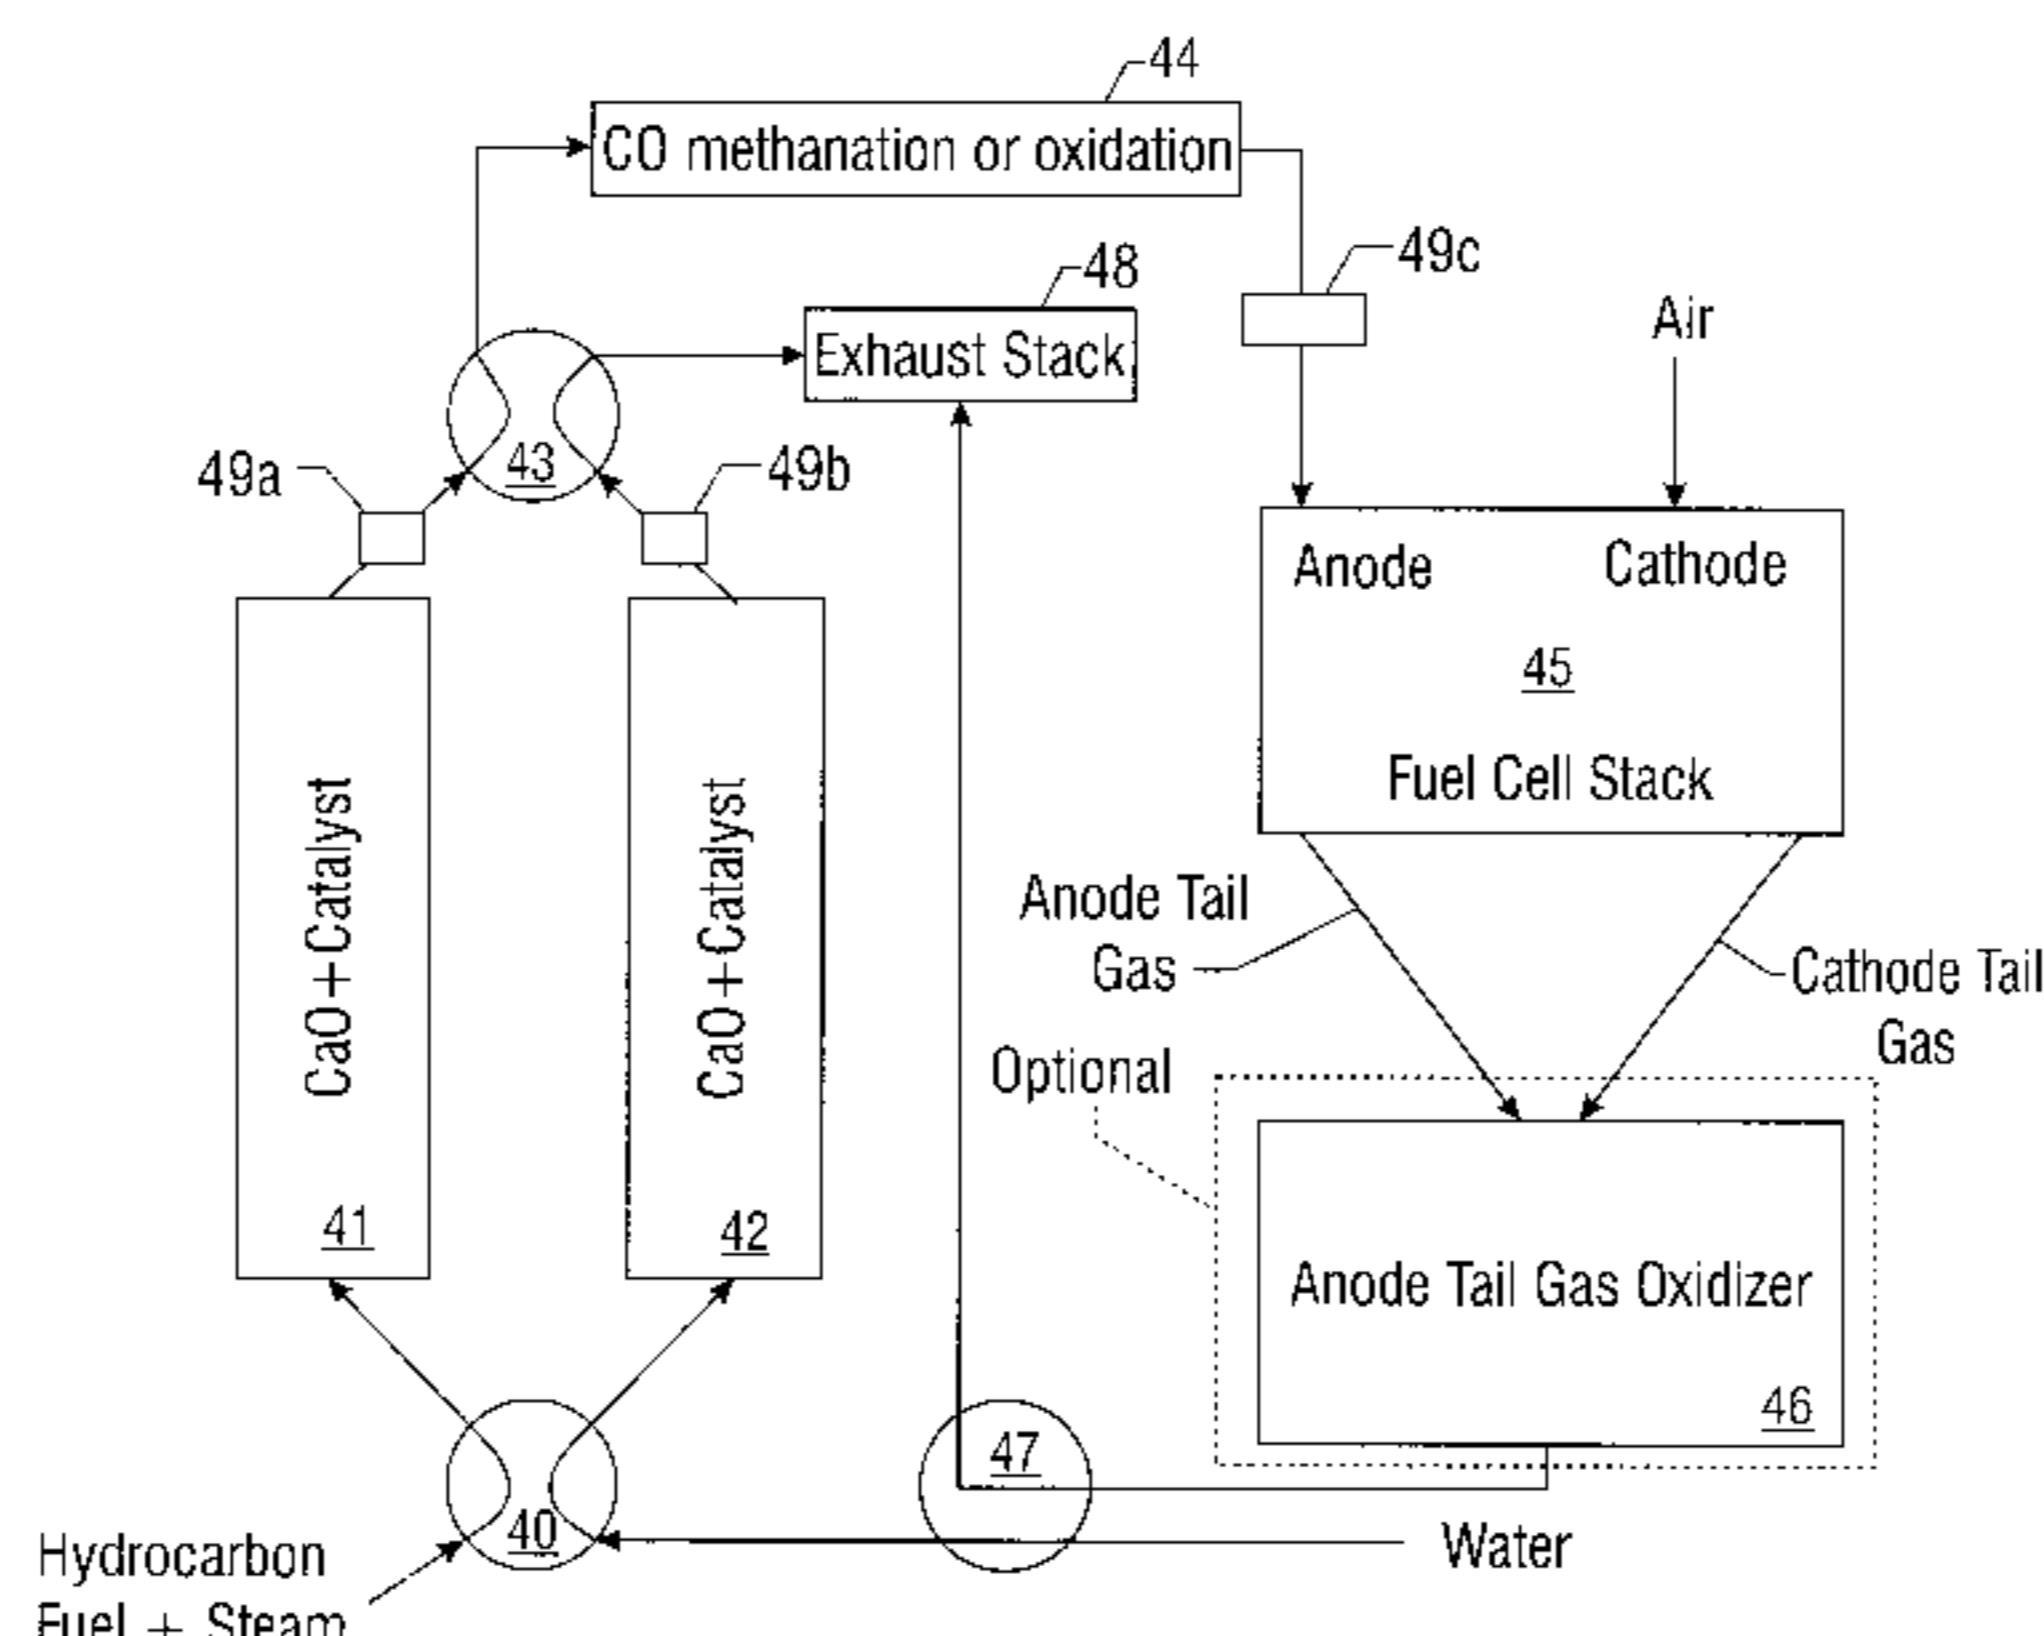 44
CO methanation or oxidation
48
49c
Exhaust Stack
Air
43
49a
49b
Anode
Cathode
45
Fuel Cell Stack
CaO+Catalyst
41
CaO+Catalyst
42
Anode Tail
Gas
Cathode Tail
Gas
Optional
Anode Tail Gas Oxidizer
46
47
40
Water
Hydrocarbon
Fuel + Steam